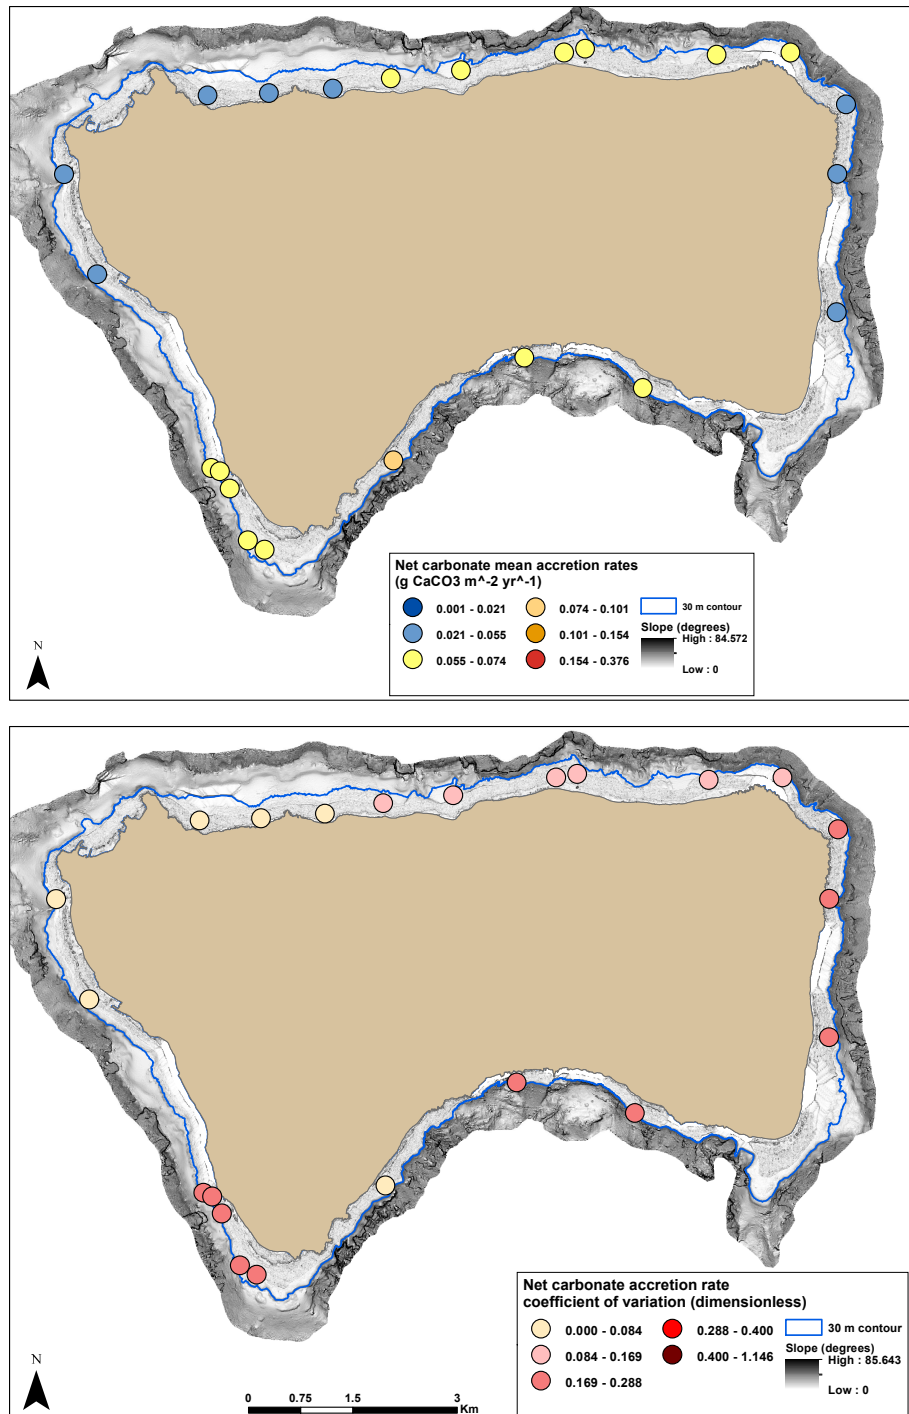 N
Net carbonate mean accretion rates
(g CaCO3 m^-2 yr^-1)
0.001 - 0.021
0.021 - 0.055
0.055 - 0.074
0.074 - 0.101
0.101 - 0.154
0.154 - 0.376
30 m contour
Slope (degrees)
High : 84.572
Low : 0
N
0 0.75 1.5 3
Km
Net carbonate accretion rate
coefficient of variation (dimensionless)
0.000 - 0.084
0.084 - 0.169
0.169 - 0.288
0.288 - 0.400
0.400 - 1.146
30 m contour
Slope (degrees)
High : 85.643
Low : 0